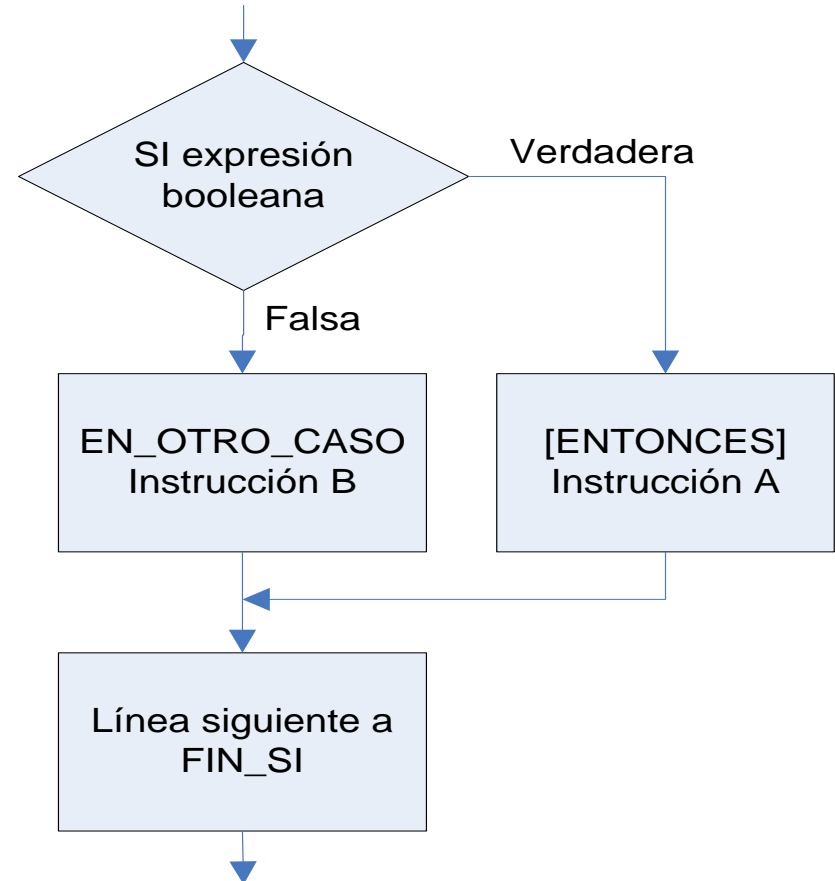 SI expresión
booleana
Verdadera
Falsa
EN_OTRO_CASO
Instrucción B
[ENTONCES]
Instrucción A
Línea siguiente a
FIN_SI